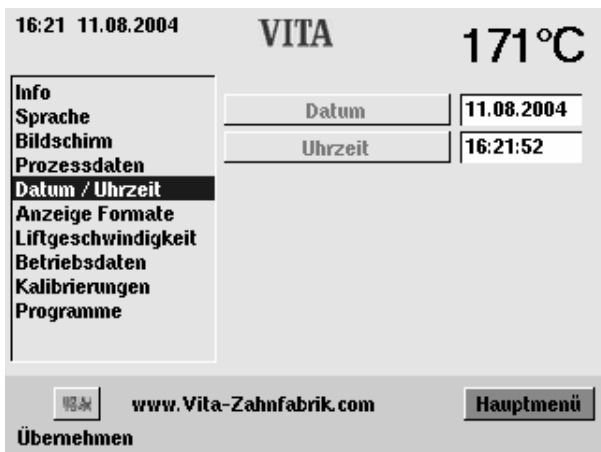 16:21 11.08.2004
VITA
171°C
Info
Sprache
Bildschirm
Prozessdaten
Datum / Uhrzeit
Anzeige Formate
Liftgeschwindigkeit
Betriebsdaten
Kalibrierungen
Programme
Datum 11.08.2004
Uhrzeit 16:21:52
www.Vita-Zahnfabrik.com
Hauptmenü
Übernehmen